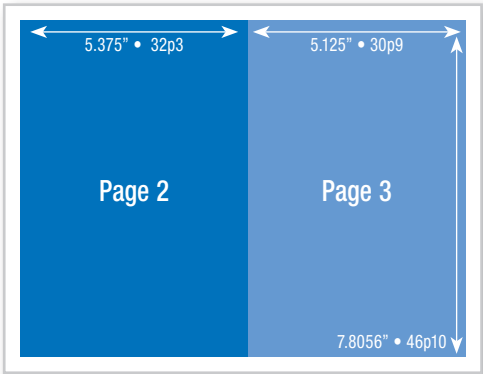 5.375” • 32p3
5.125” • 30p9
Page 2
Page 3
7.8056” • 46p10